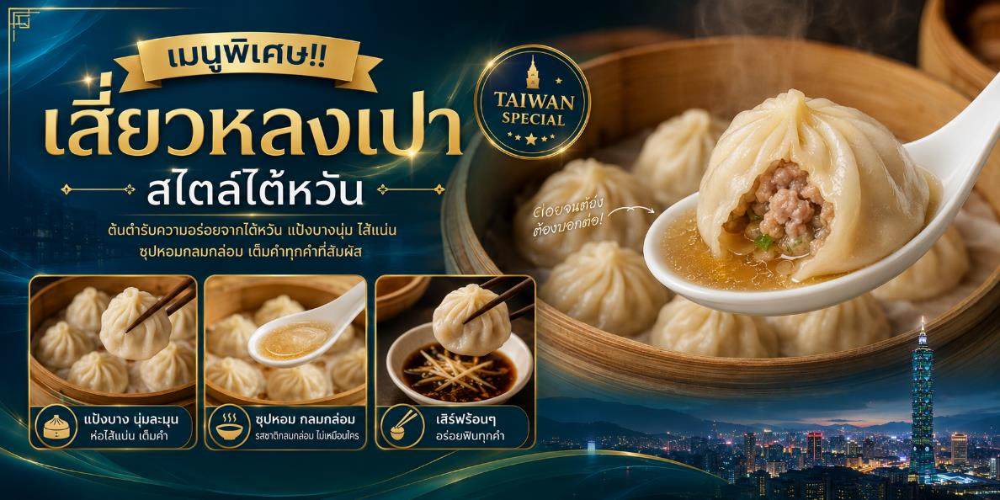 เมนูพิเศษ!!
เสี่ยวหลงเปา
สไตล์ไต้หวัน
ต้นตำรับความอร่อยจากไต้หวัน แป้งบางนุ่ม ไส้แน่น
ซุปหอมกลมกล่อม เต็มคำทุกคำที่สัมผัส
TAIWAN
SPECIAL
ต้องบอกต่อ!
แป้งบาง นุ่มละมุน
ห่อไส้แน่น เต็มคำ
ซุปหอม กลมกล่อม
รสชาติกลมกล่อม ไม่เหมือนใคร
เสิร์ฟร้อนๆ
อร่อยฟินทุกคำ